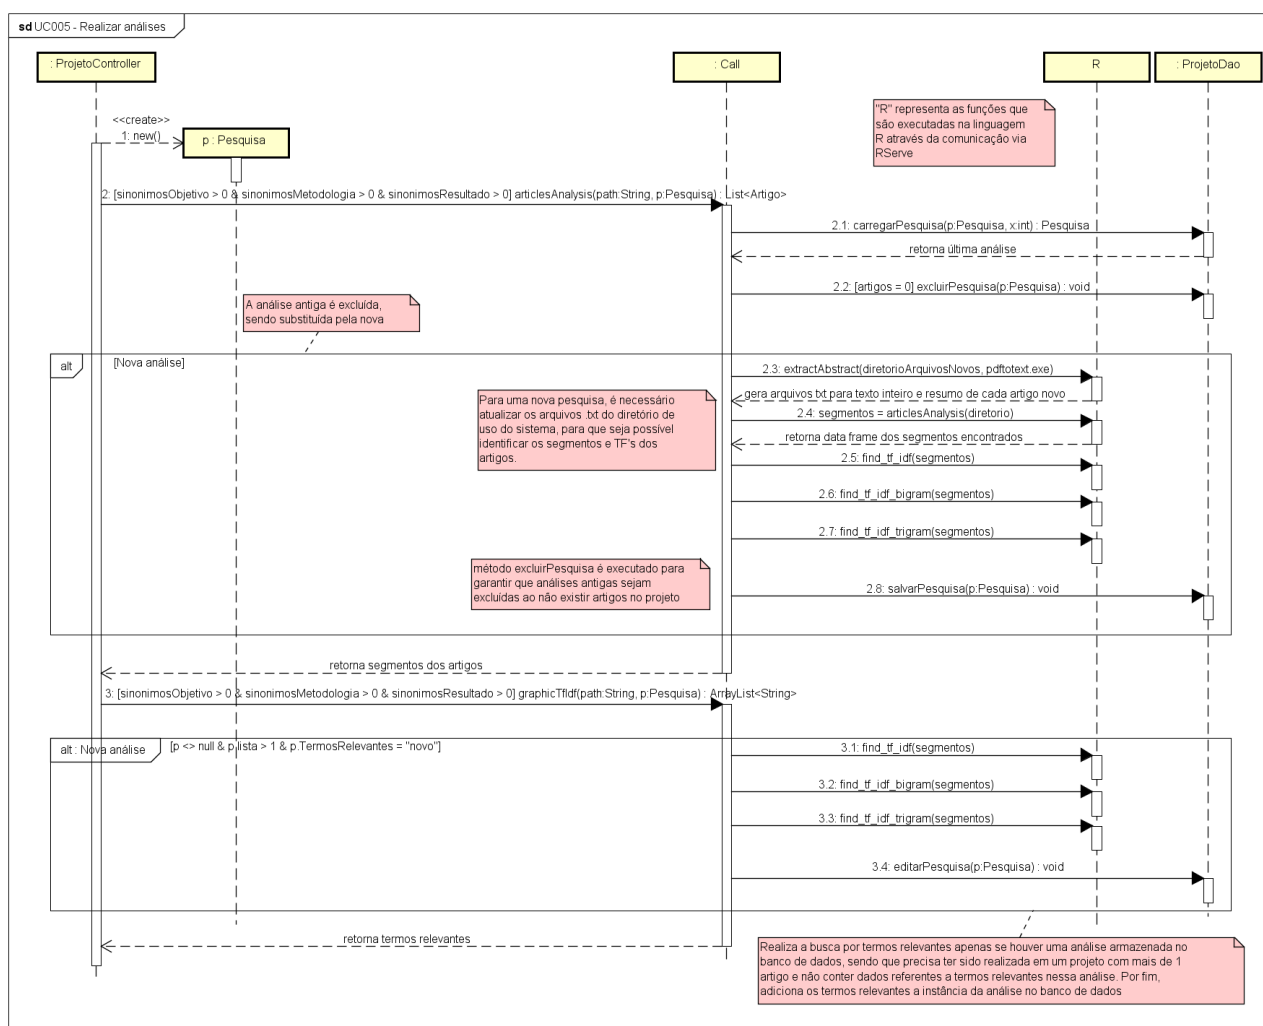 sd UC005 - Realizar análises
: ProjetoController
: Call
R
: ProjetoDao
<<create>>
1: new()
p : Pesquisa
"R" representa as funções que
são executadas na linguagem
R através da comunicação via
RServe
2: [sinonimosObjetivo > 0 & sinonimosMetodologia > 0 & sinonimosResultado > 0] articlesAnalysis(path:String, p:Pesquisa) : List<Artigo>
2.1: carregarPesquisa(p:Pesquisa, x:int) : Pesquisa
retorna última análise
2.2: [artigos = 0] excluirPesquisa(p:Pesquisa) : void
A análise antiga é excluída,
sendo substituída pela nova
alt
[Nova análise]
2.3: extractAbstract(diretorioArquivosNovos, pdftotext.exe)
gera arquivos txt para texto inteiro e resumo de cada artigo novo
Para uma nova pesquisa, é necessário
atualizar os arquivos .txt do diretório de
uso do sistema, para que seja possível
identificar os segmentos e TF's dos
artigos.
2.4: segmentos = articlesAnalysis(diretorio)
retorna data frame dos segmentos encontrados
2.5: find_tf_idf(segmentos)
2.6: find_tf_idf_bigram(segmentos)
2.7: find_tf_idf_trigram(segmentos)
método excluirPesquisa é executado para
garantir que análises antigas sejam
excluídas ao não existir artigos no projeto
2.8: salvarPesquisa(p:Pesquisa) : void
retorna segmentos dos artigos
3: [sinonimosObjetivo > 0 & sinonimosMetodologia > 0 & sinonimosResultado > 0] graphicTfIdf(path:String, p:Pesquisa) : ArrayList<String>
alt : Nova análise
[p <> null & p.lista > 1 & p.TermosRelevantes = "novo"]
3.1: find_tf_idf(segmentos)
3.2: find_tf_idf_bigram(segmentos)
3.3: find_tf_idf_trigram(segmentos)
3.4: editarPesquisa(p:Pesquisa) : void
retorna termos relevantes
Realiza a busca por termos relevantes apenas se houver uma análise armazenada no
banco de dados, sendo que precisa ter sido realizada em um projeto com mais de 1
artigo e não conter dados referentes a termos relevantes nessa análise. Por fim,
adiciona os termos relevantes a instância da análise no banco de dados